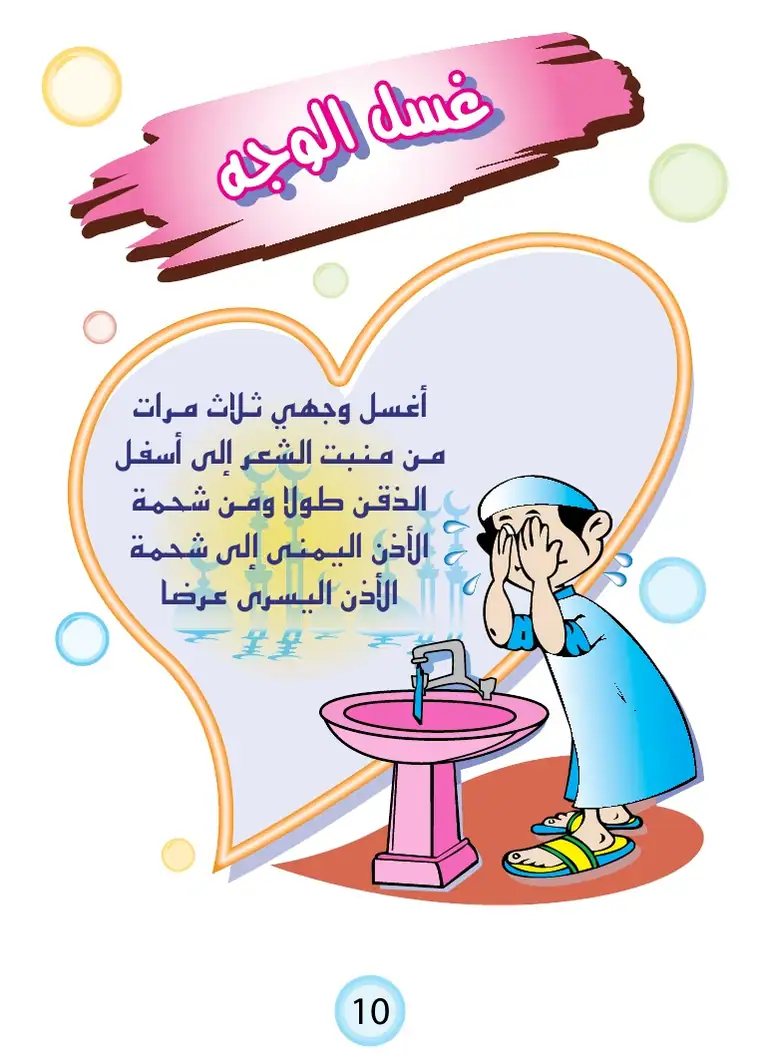 غسل الوجه
أغسل وجهي ثلاث مرات
من منبت الشعر إلى أسفل
الذقن طولا ومن شحمة
الأذن اليمنى إلى شحمة
الأذن اليسرى عرضا
10